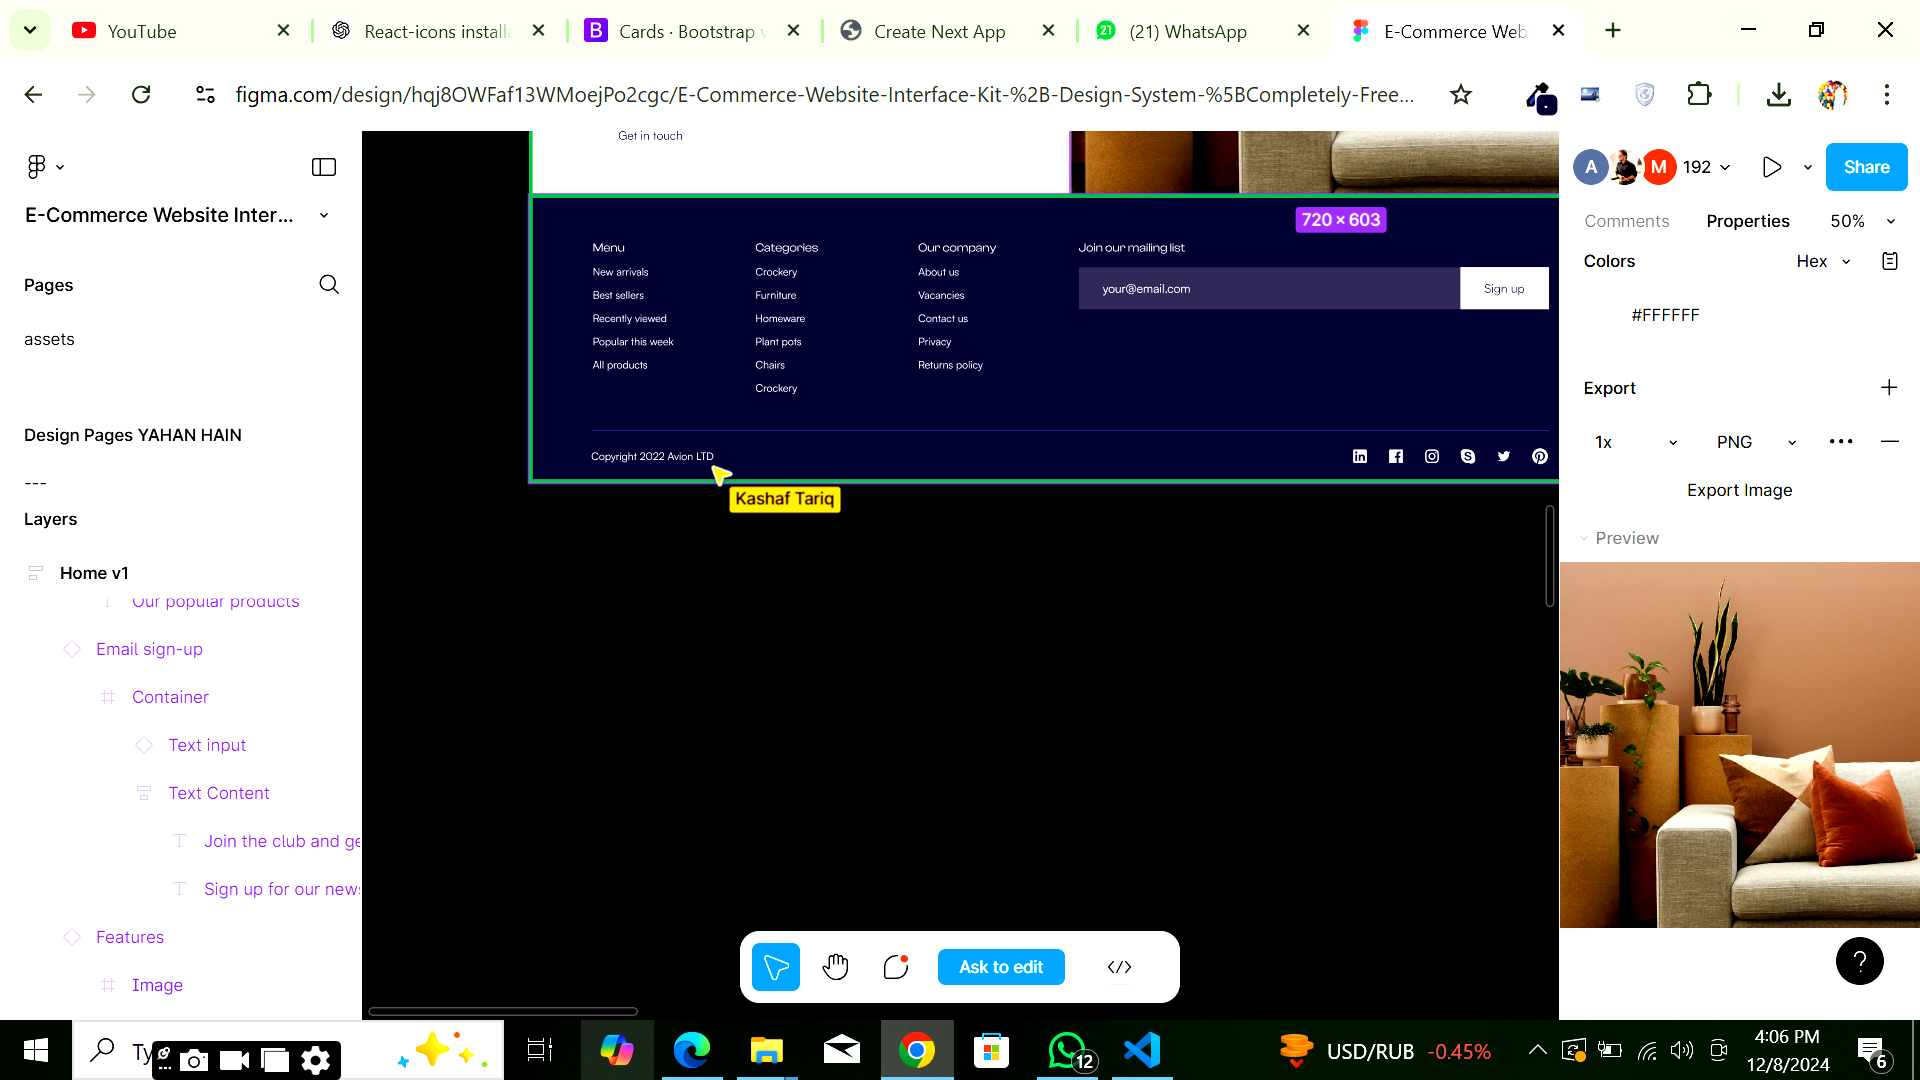 YouTube
React-icons install
Cards · Bootstrap v
Create Next App
21
(21) WhatsApp
E-Commerce Web
figma.com/design/hqj8OWFaf13WMoejPo2cgc/E-Commerce-Website-Interface-Kit-%2B-Design-System-%5BCompletely-Free...
E-Commerce Website Inter...
Pages
assets
Design Pages YAHAN HAIN
---
Layers
Home v1
Our popular products
Email sign-up
Container
Text input
Text Content
Join the club and ge
Sign up for our news
Features
Image
Get in touch
720 × 603
Menu
New arrivals
Best sellers
Recently viewed
Popular this week
All products
Categories
Crockery
Furniture
Homeware
Plant pots
Chairs
Crockery
Our company
About us
Vacancies
Contact us
Privacy
Returns policy
Join our mailing list
your@email.com
Sign up
Copyright 2022 Avion LTD
Kashaf Tariq
Ask to edit
A
M
192
Share
Comments
Properties
50%
Colors
Hex
#FFFFFF
Export
1x
PNG
Export Image
Preview
?
Ty
12
USD/RUB
-0.45%
4:06 PM
12/8/2024
6